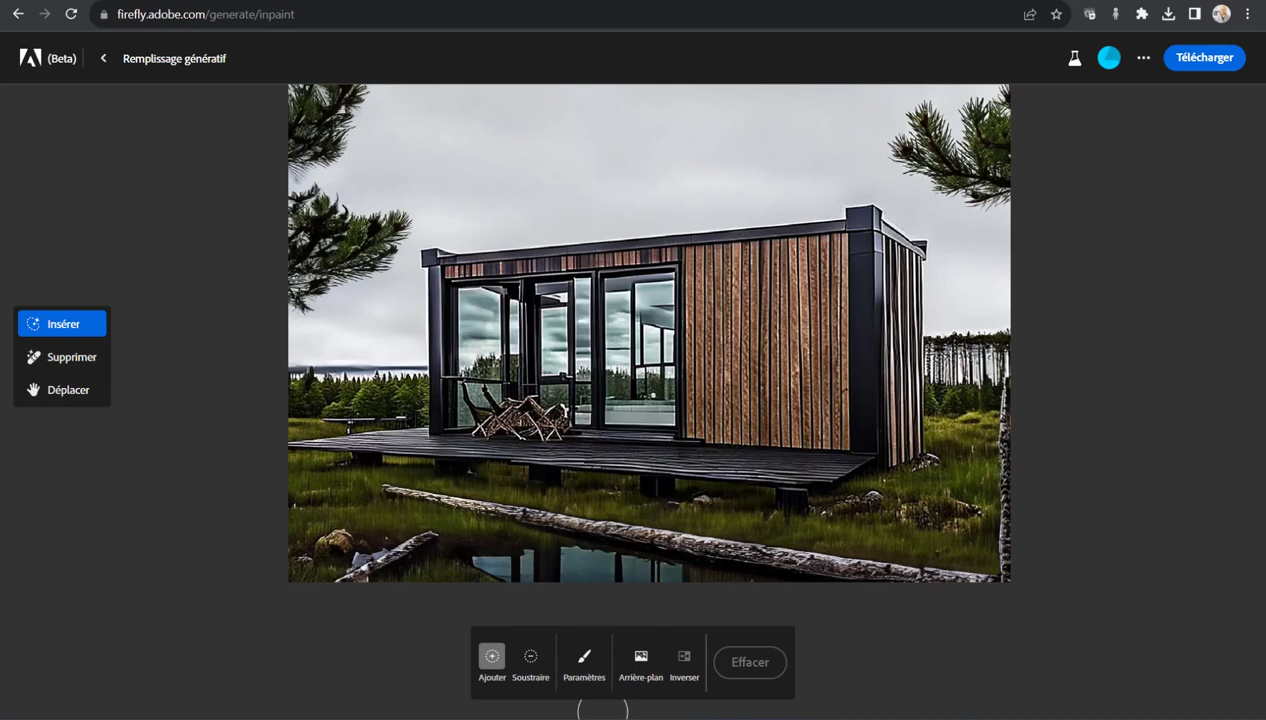 firefly.adobe.com/generate/inpaint
(Beta) Remplissage génératif Télécharger
Insérer
Supprimer
Déplacer
Ajouter Soustraire Paramètres Arrière-plan Inverser Effacer